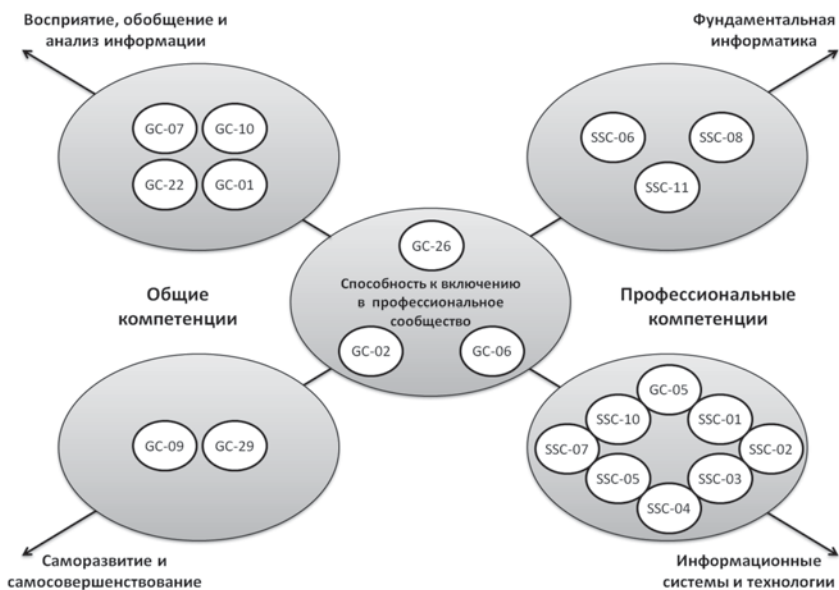 Восприятие, обобщение и
анализ информации
Фундаментальная
информатика
GC-07
GC-10
GC-22
GC-01
SSC-06
SSC-08
SSC-11
GC-26
Способность к включению
в профессиональное
сообщество
GC-02
GC-06
Общие
компетенции
Профессиональные
компетенции
GC-09
GC-29
GC-05
SSC-10
SSC-01
SSC-07
SSC-02
SSC-05
SSC-03
SSC-04
Саморазвитие и
самосовершенствование
Информационные
системы и технологии